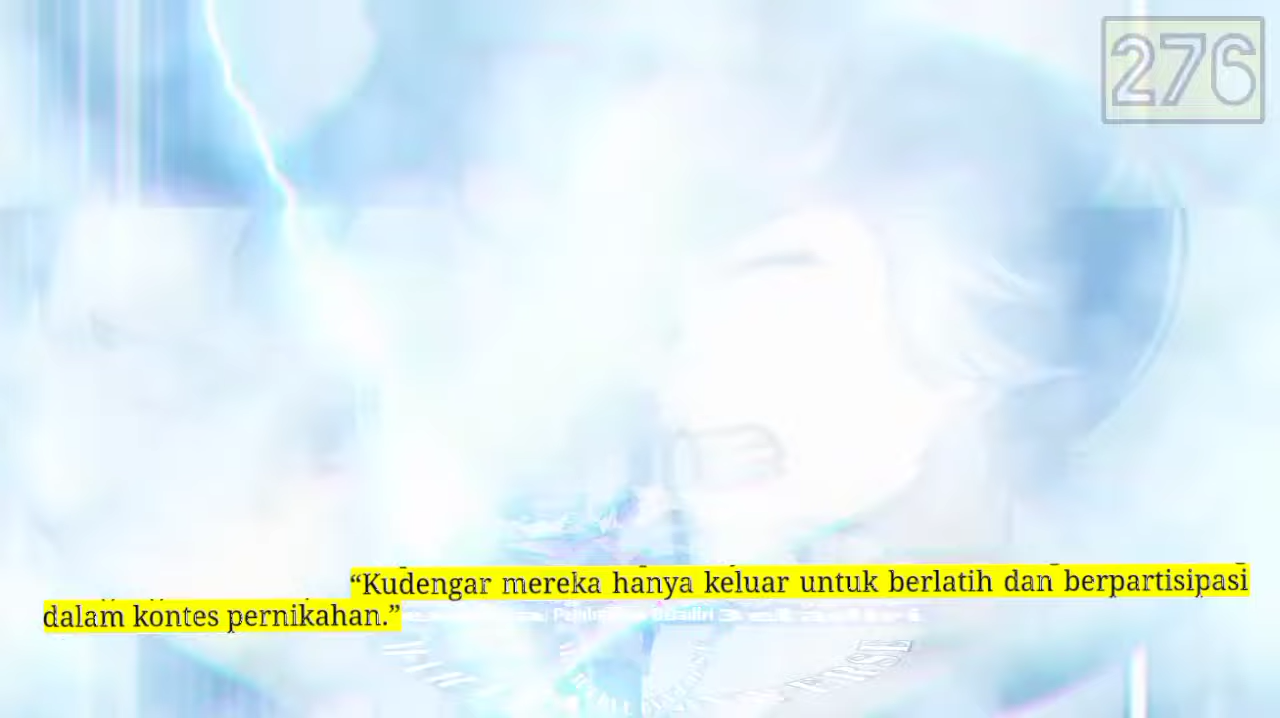 276
“Kudengar mereka hanya keluar untuk berlatih dan berpartisipasi
dalam kontes pernikahan.”